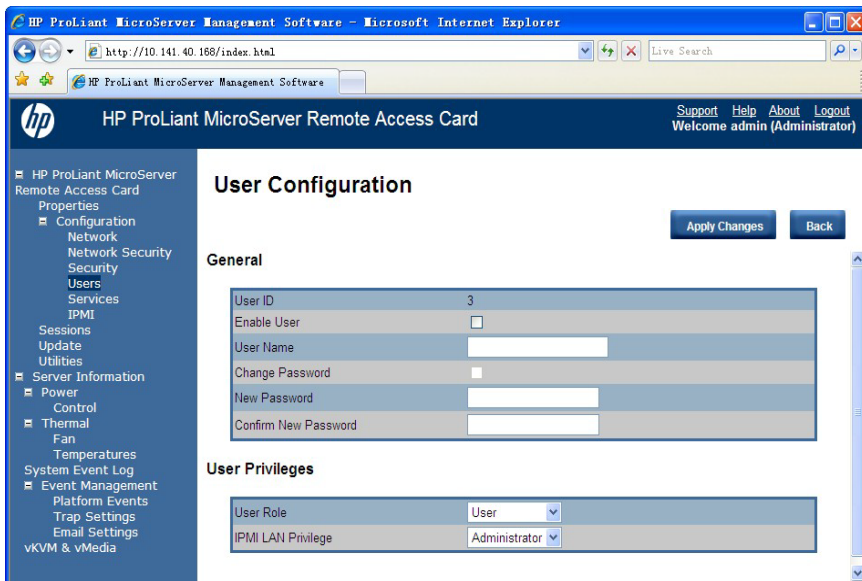 HP ProLiant MicroServer Management Software - Microsoft Internet Explorer
http://10.141.40.168/index.html
Live Search
HP ProLiant MicroServer Management Software
hp
HP ProLiant MicroServer Remote Access Card
Support Help About Logout
Welcome admin (Administrator)
HP ProLiant MicroServer
Remote Access Card
Properties
Configuration
Network
Network Security
Security
Users
Services
IPMI
Sessions
Update
Utilities
Server Information
Power
Control
Thermal
Fan
Temperatures
System Event Log
Event Management
Platform Events
Trap Settings
Email Settings
vKVM & vMedia
User Configuration
Apply Changes
Back
General
User ID 3
Enable User
User Name
Change Password
New Password
Confirm New Password
User Privileges
User Role User
IPMI LAN Privilege Administrator